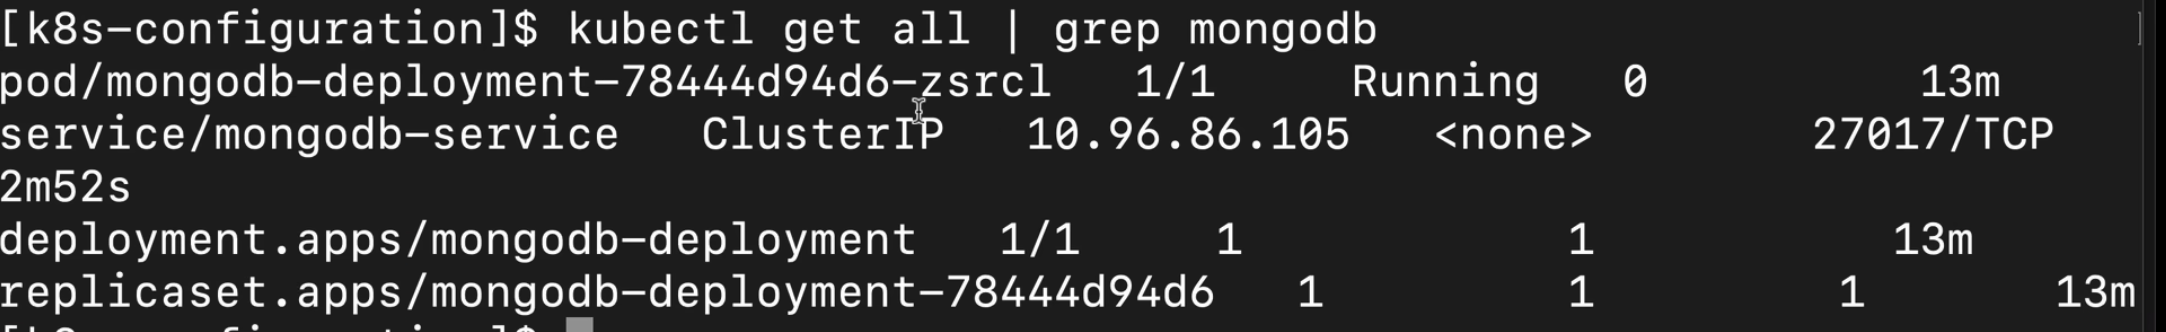 [k8s-configuration]$ kubectl get all | grep mongodb
pod/mongodb-deployment-78444d94d6-zsrcl   1/1     Running   0          13m
service/mongodb-service   ClusterIP   10.96.86.105   <none>        27017/TCP
2m52s
deployment.apps/mongodb-deployment   1/1     1            1           13m
replicaset.apps/mongodb-deployment-78444d94d6   1         1         1       13m